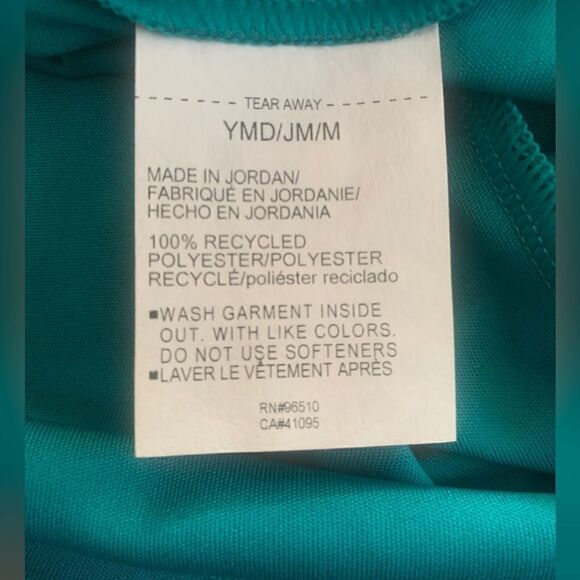 - - - - - - - - - - TEAR AWAY - - - - - - - - - -
YMD/JM/M
MADE IN JORDAN/
FABRIQUÉ EN JORDANIE/
HECHO EN JORDANIA
100% RECYCLED
POLYESTER/POLYESTER
RECYCLÉ/poliéster reciclado
▪WASH GARMENT INSIDE
OUT. WITH LIKE COLORS.
DO NOT USE SOFTENERS
▪LAVER LE VÊTEMENT APRÈS
RN#96510
CA#41095